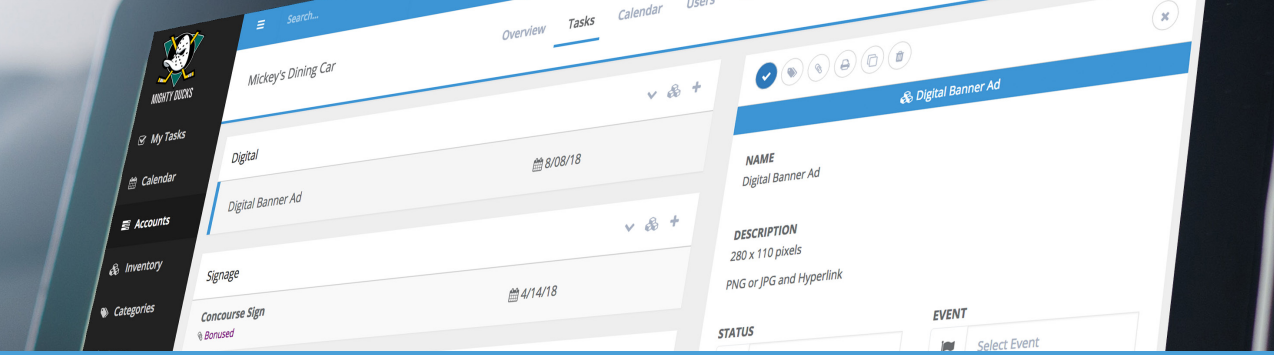 MIGHTY DUCKS
My Tasks
Calendar
Accounts
Inventory
Categories
Search...
Mickey's Dining Car
Overview
Tasks
Calendar
Users
Digital
Digital Banner Ad
8/08/18
Signage
Concourse Sign
4/14/18
Bonused
Digital Banner Ad
NAME
Digital Banner Ad
DESCRIPTION
280 x 110 pixels
PNG or JPG and Hyperlink
STATUS
EVENT
Select Event